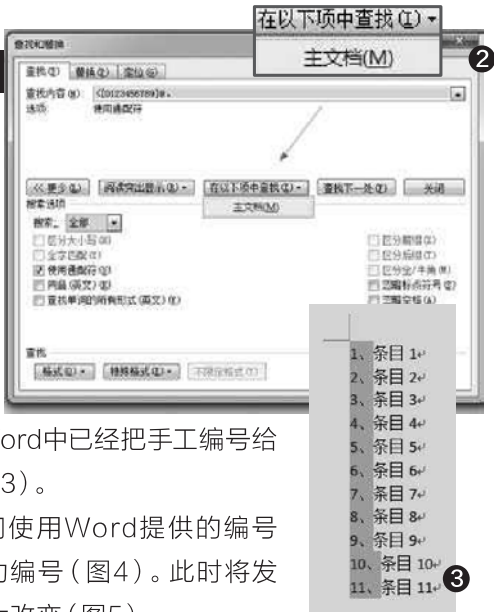 在以下项中查找(I)
主文档(M)
2
查找和替换
查找(D) 替换(P) 定位(G)
查找内容(N): <[0123456789]@、
选项: 使用通配符
<< 更少(L) 阅读突出显示(R) 在以下项中查找(I) 查找下一处(F) 关闭
主文档(M)
搜索选项
搜索: 全部
区分大小写(H) 区分前缀(X)
全字匹配(Y) 区分后缀(T)
使用通配符(U) 区分全/半角(M)
同音(英文)(K) 忽略标点符号(S)
查找单词的所有形式(英文)(W) 忽略空格(A)
查找
格式(O) 特殊格式(E) 不限定格式(T)
1、条目 1
2、条目 2
3、条目 3
4、条目 4
5、条目 5
6、条目 6
7、条目 7
8、条目 8
9、条目 9
10、条目 10
11、条目 11
3
ord中已经把手工编号给
3）。
使用Word提供的编号
编号（图4）。此时将发
改变（图5）